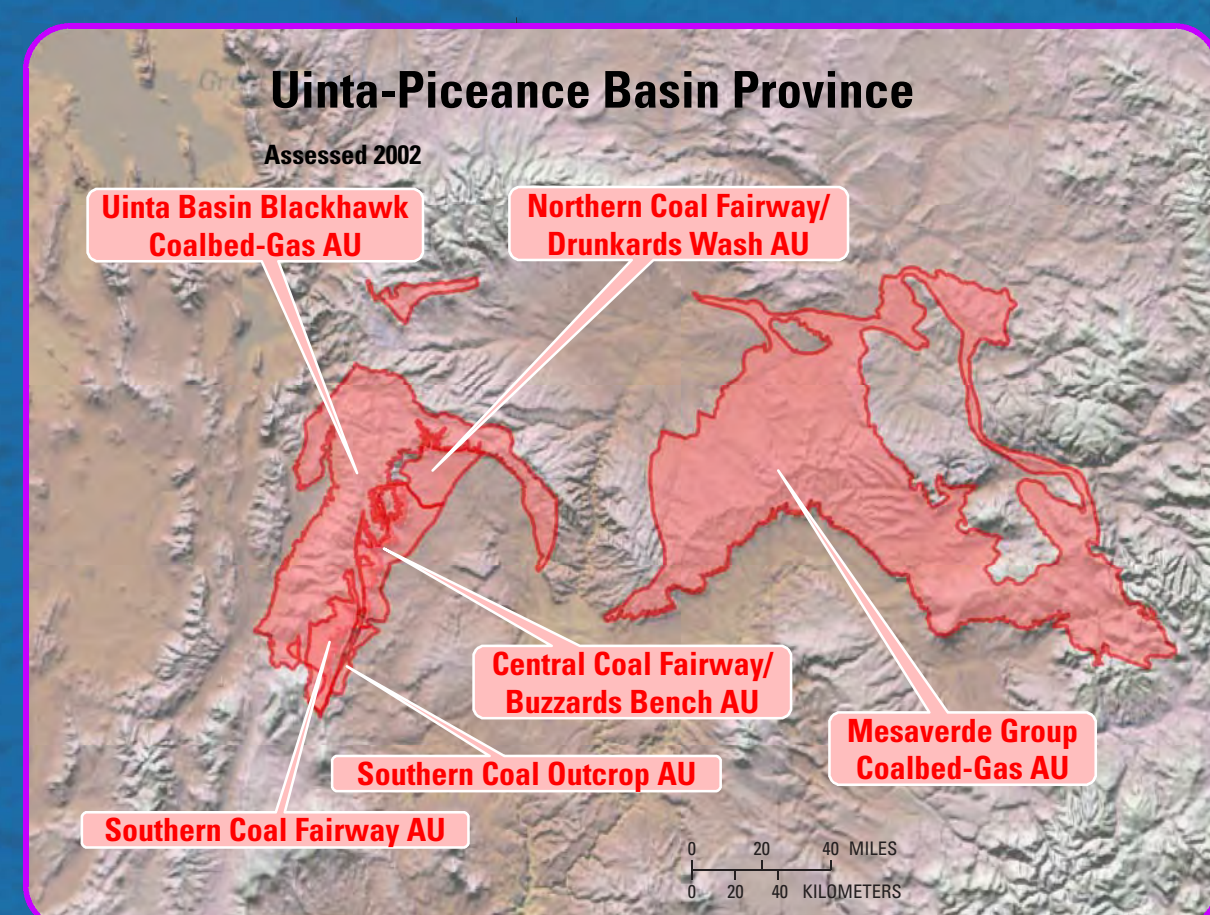 Uinta-Piceance Basin Province
Assessed 2002
Uinta Basin Blackhawk
Coalbed-Gas AU
Northern Coal Fairway/
Drunkards Wash AU
Central Coal Fairway/
Buzzards Bench AU
Mesaverde Group
Coalbed-Gas AU
Southern Coal Outcrop AU
Southern Coal Fairway AU
0 20 40 MILES
0 20 40 KILOMETERS